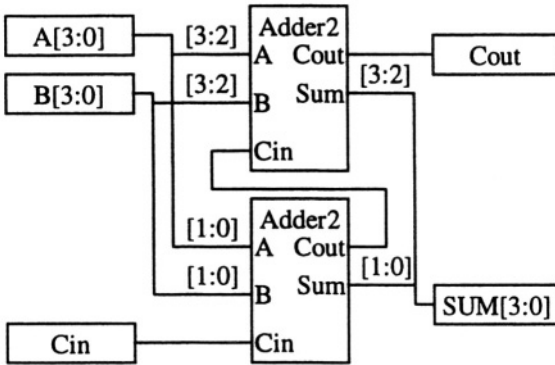 A[3:0]
B[3:0]
[3:2]
[3:2]
Adder2
A
Cout
B
Sum
Cin
[3:2]
Cout
[1:0]
[1:0]
Adder2
A
Cout
B
Sum
Cin
[1:0]
SUM[3:0]
Cin